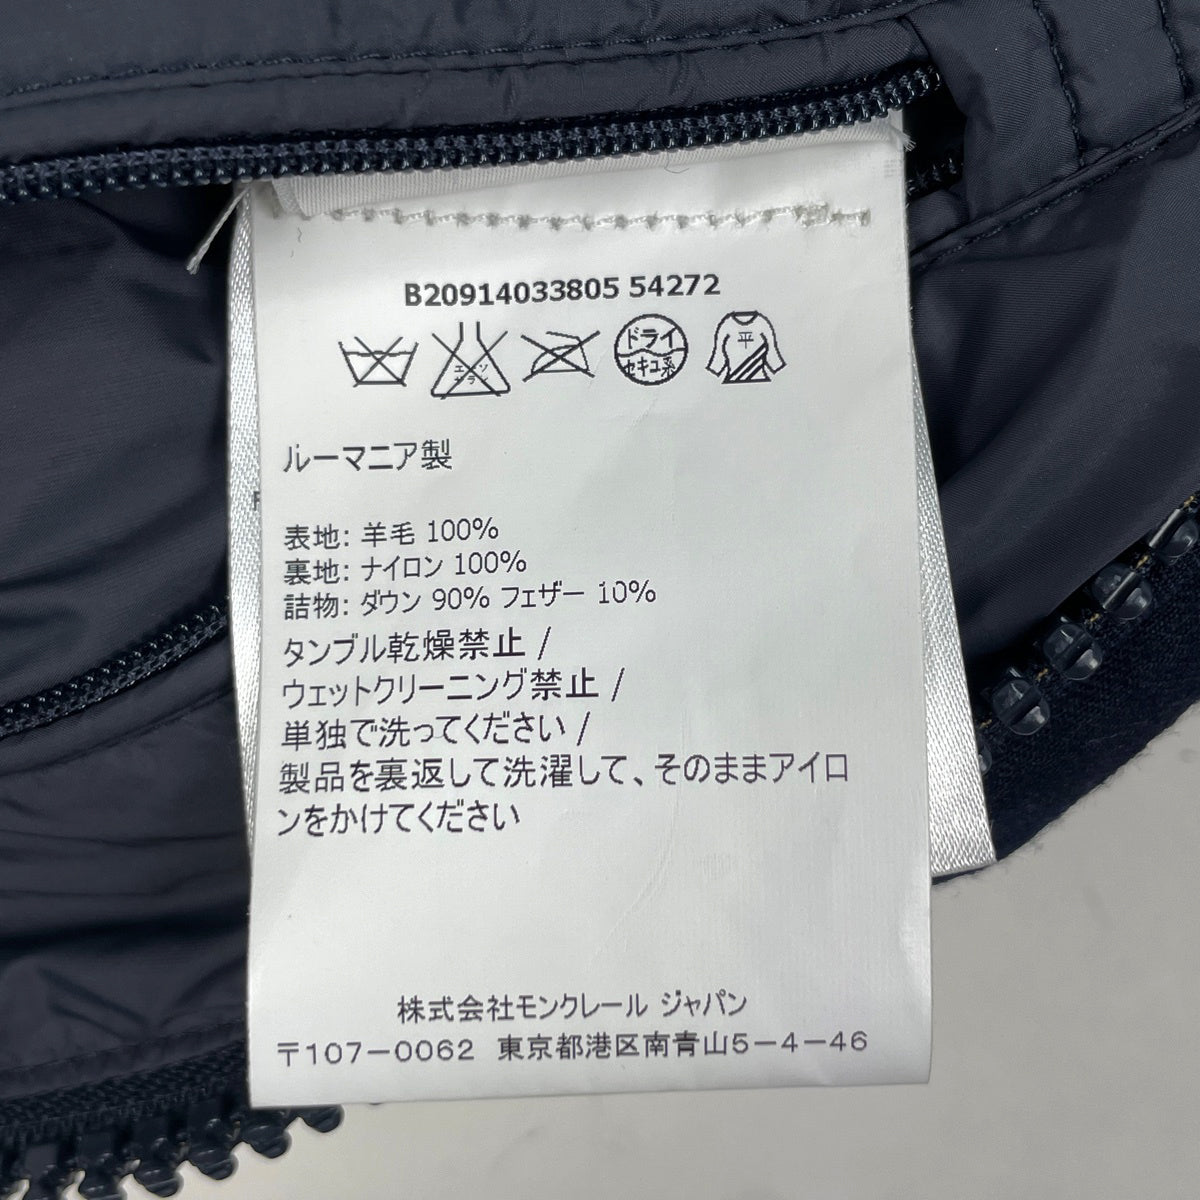 B20914033805 54272
エンソ
サラシ
ドライ
セキユ系
平
ルーマニア製
表地: 羊毛 100%
裏地: ナイロン 100%
詰物: ダウン 90% フェザー 10%
タンブル乾燥禁止 /
ウェットクリーニング禁止 /
単独で洗ってください /
製品を裏返して洗濯して、そのままアイロ
ンをかけてください
株式会社モンクレール ジャパン
〒107－0062 東京都港区南青山5－4－46